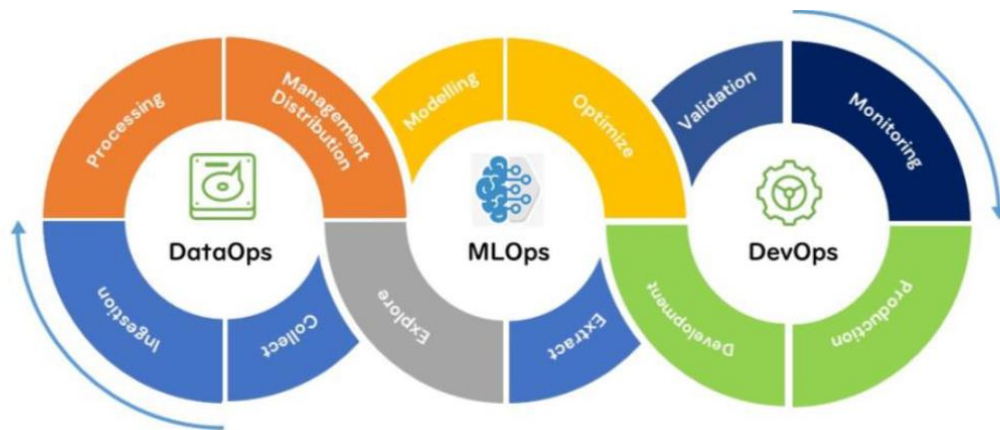 Processing
Management
Distribution
Modelling
Optimize
Validation
Monitoring
DataOps
MLOps
DevOps
Ingestion
Collect
Explore
Extract
Development
Production